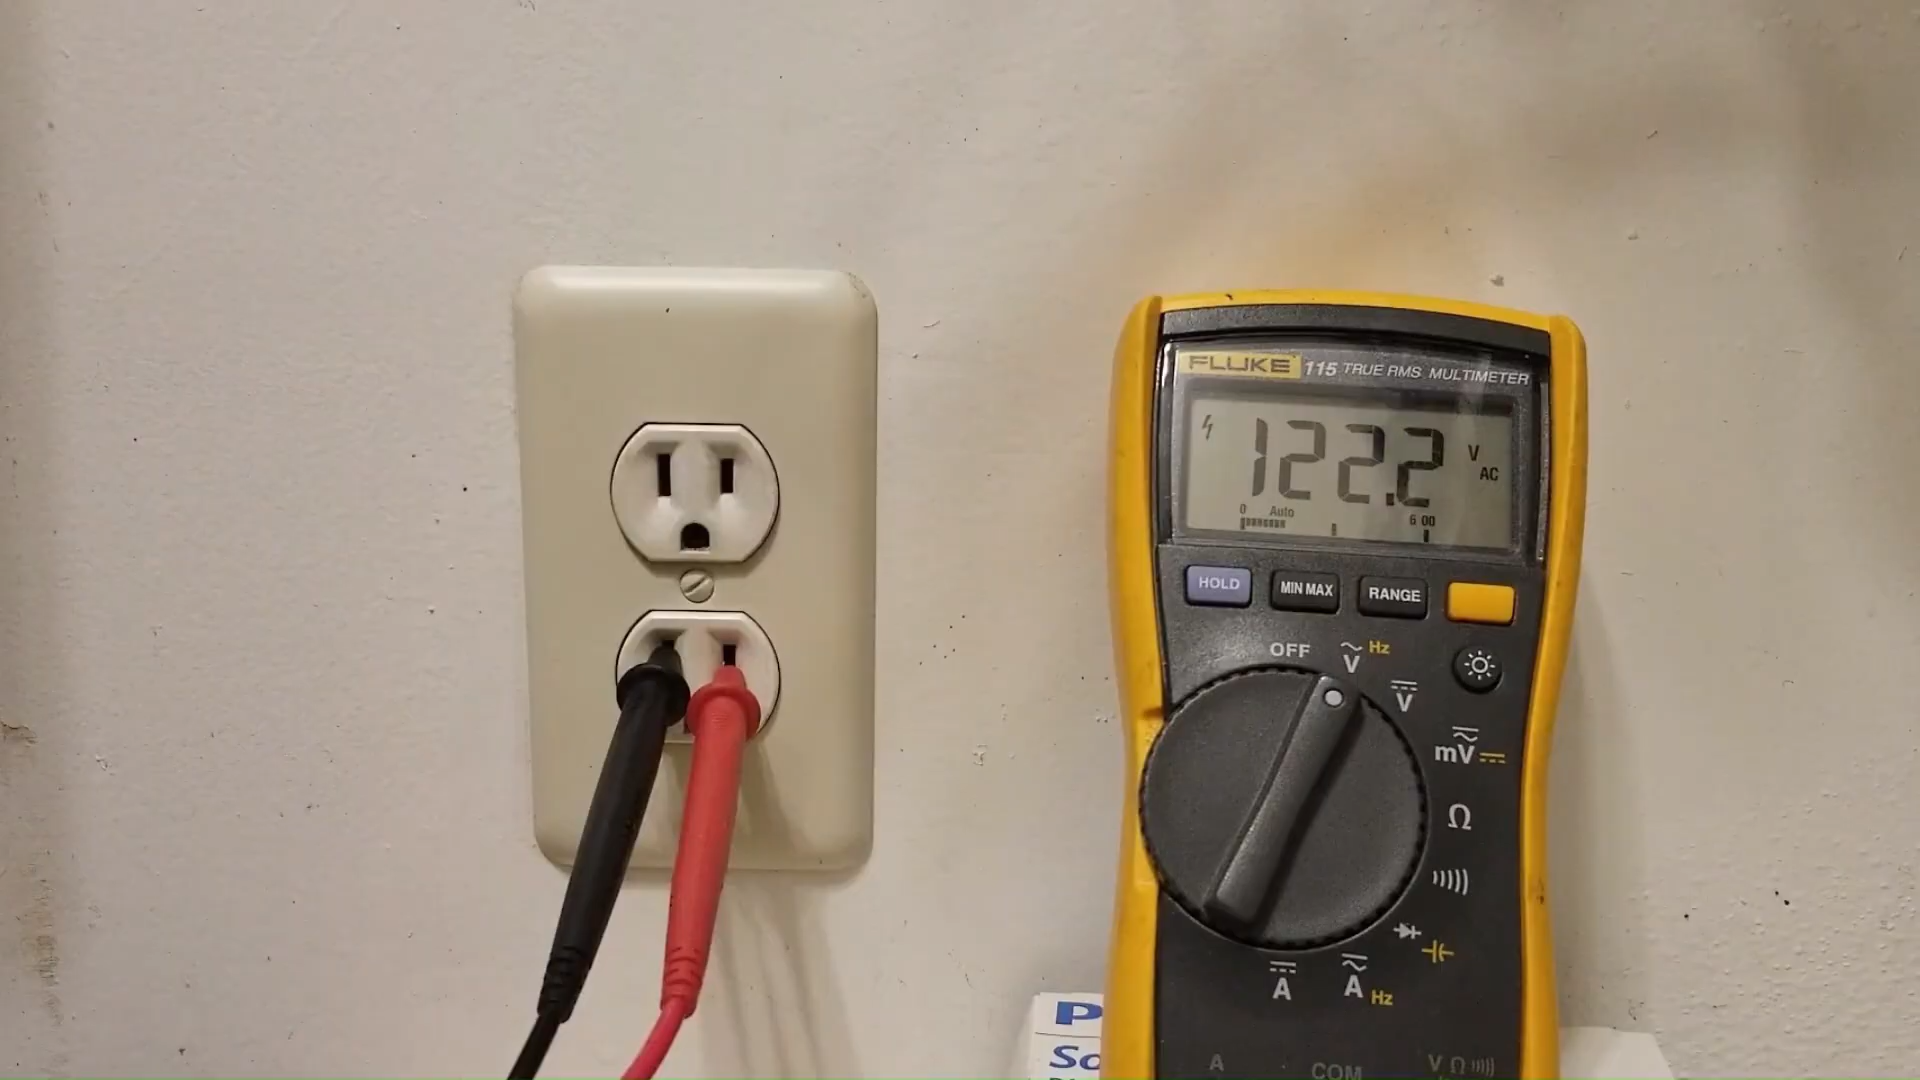 FLUKE 115 TRUE RMS MULTIMETER
122.2 V AC
0 Auto 600
HOLD MIN MAX RANGE
OFF V Hz
V
mV
Ω
A A Hz
A COM V Ω
P
So